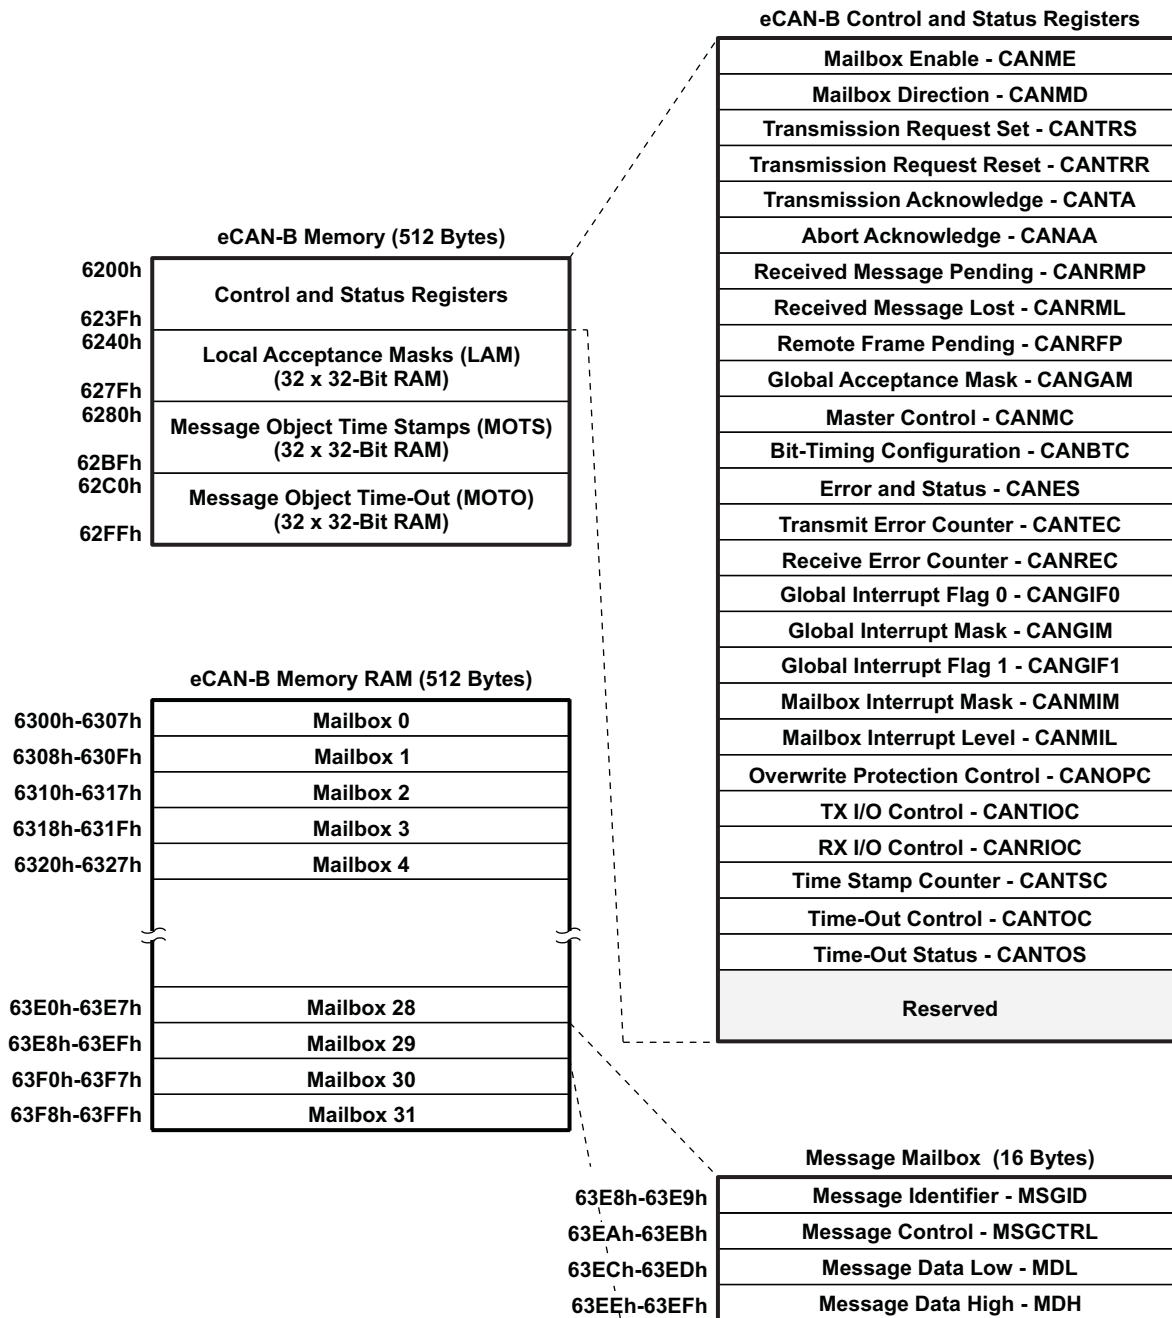 eCAN-B Control and Status Registers
Mailbox Enable - CANME
Mailbox Direction - CANMD
Transmission Request Set - CANTRS
Transmission Request Reset - CANTRR
Transmission Acknowledge - CANTA
Abort Acknowledge - CANAA
Received Message Pending - CANRMP
Received Message Lost - CANRML
Remote Frame Pending - CANRFP
Global Acceptance Mask - CANGAM
Master Control - CANMC
Bit-Timing Configuration - CANBTC
Error and Status - CANES
Transmit Error Counter - CANTEC
Receive Error Counter - CANREC
Global Interrupt Flag 0 - CANGIF0
Global Interrupt Mask - CANGIM
Global Interrupt Flag 1 - CANGIF1
Mailbox Interrupt Mask - CANMIM
Mailbox Interrupt Level - CANMIL
Overwrite Protection Control - CANOPC
TX I/O Control - CANTIOC
RX I/O Control - CANRIOC
Time Stamp Counter - CANTSC
Time-Out Control - CANTOC
Time-Out Status - CANTOS
Reserved
eCAN-B Memory (512 Bytes)
6200h
Control and Status Registers
623Fh
6240h
Local Acceptance Masks (LAM)
(32 x 32-Bit RAM)
627Fh
6280h
Message Object Time Stamps (MOTS)
(32 x 32-Bit RAM)
62BFh
62C0h
Message Object Time-Out (MOTO)
(32 x 32-Bit RAM)
62FFh
eCAN-B Memory RAM (512 Bytes)
6300h-6307h Mailbox 0
6308h-630Fh Mailbox 1
6310h-6317h Mailbox 2
6318h-631Fh Mailbox 3
6320h-6327h Mailbox 4
63E0h-63E7h Mailbox 28
63E8h-63EFh Mailbox 29
63F0h-63F7h Mailbox 30
63F8h-63FFh Mailbox 31
Message Mailbox (16 Bytes)
63E8h-63E9h Message Identifier - MSGID
63EAh-63EBh Message Control - MSGCTRL
63ECh-63EDh Message Data Low - MDL
63EEh-63EFh Message Data High - MDH